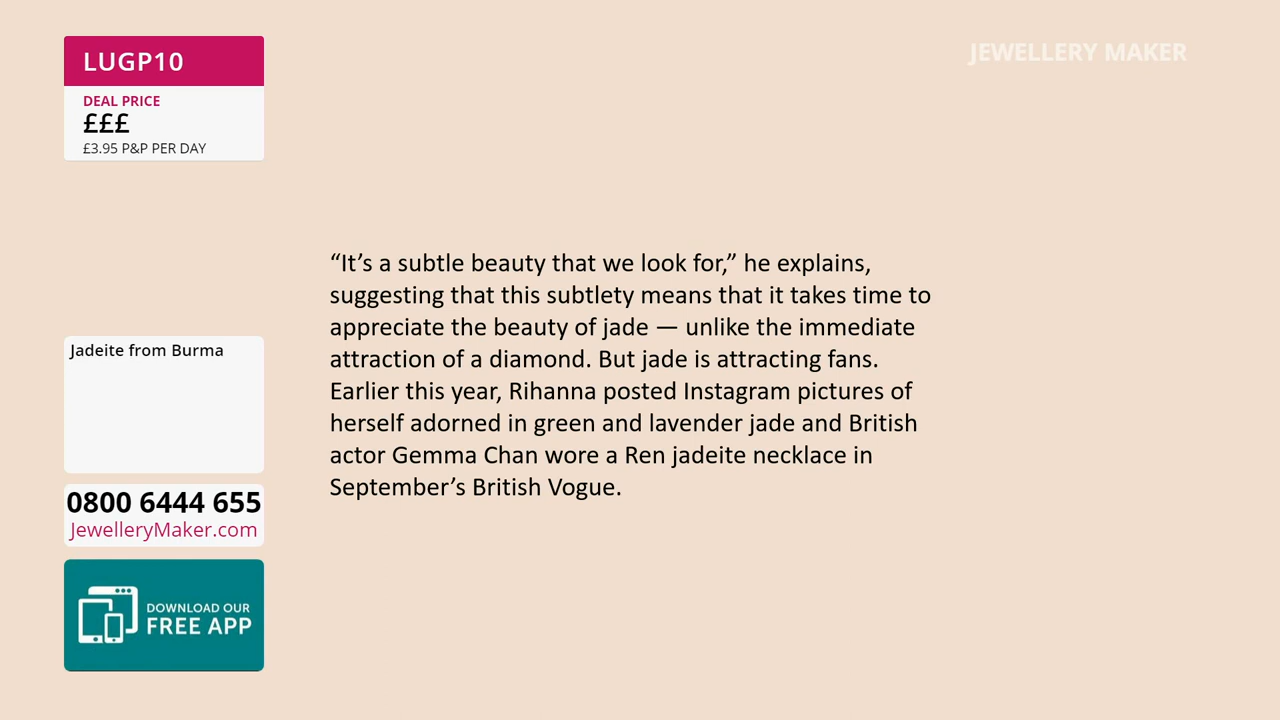 LUGP10
DEAL PRICE
£££
£3.95 P&P PER DAY
JEWELLERY MAKER
“It’s a subtle beauty that we look for,” he explains,
suggesting that this subtlety means that it takes time to
appreciate the beauty of jade — unlike the immediate
attraction of a diamond. But jade is attracting fans.
Earlier this year, Rihanna posted Instagram pictures of
herself adorned in green and lavender jade and British
actor Gemma Chan wore a Ren jadeite necklace in
September’s British Vogue.
Jadeite from Burma
0800 6444 655
JewelleryMaker.com
DOWNLOAD OUR
FREE APP